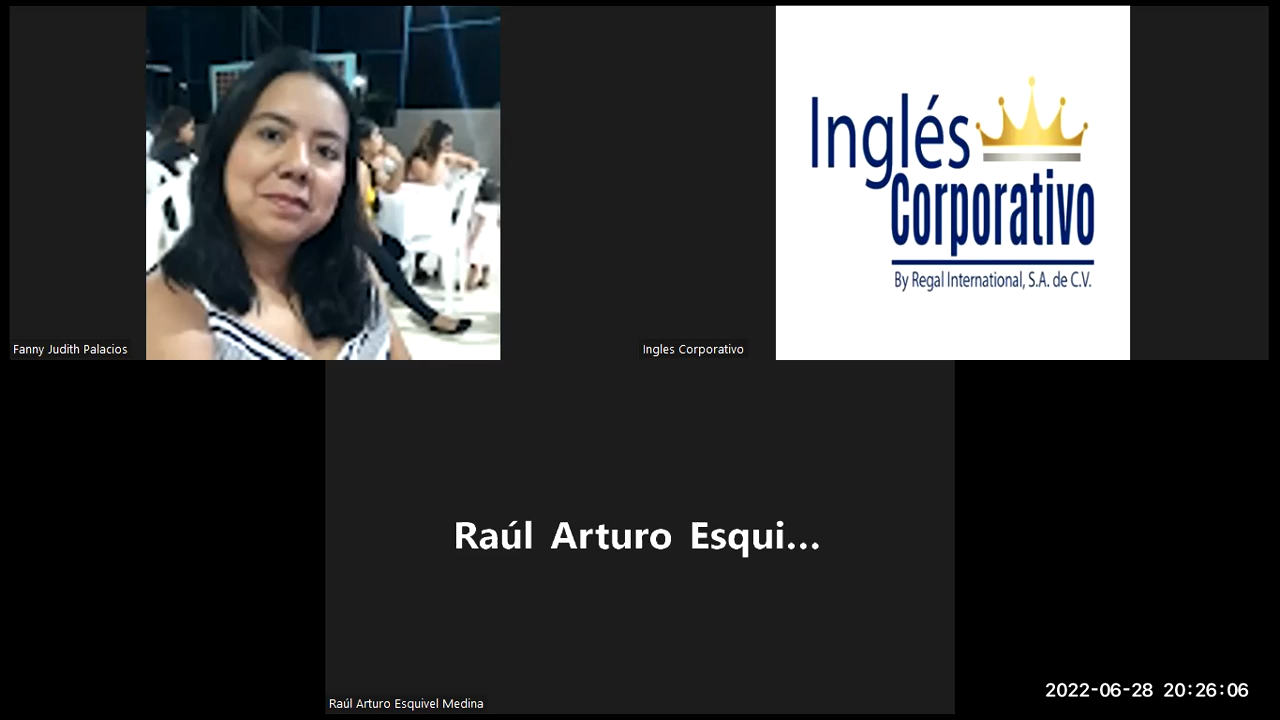 Inglés
Corporativo
By Regal International, S.A. de C.V.
Fanny Judith Palacios
Ingles Corporativo
Raúl Arturo Esqui...
Raúl Arturo Esquivel Medina
2022-06-28 20:26:06